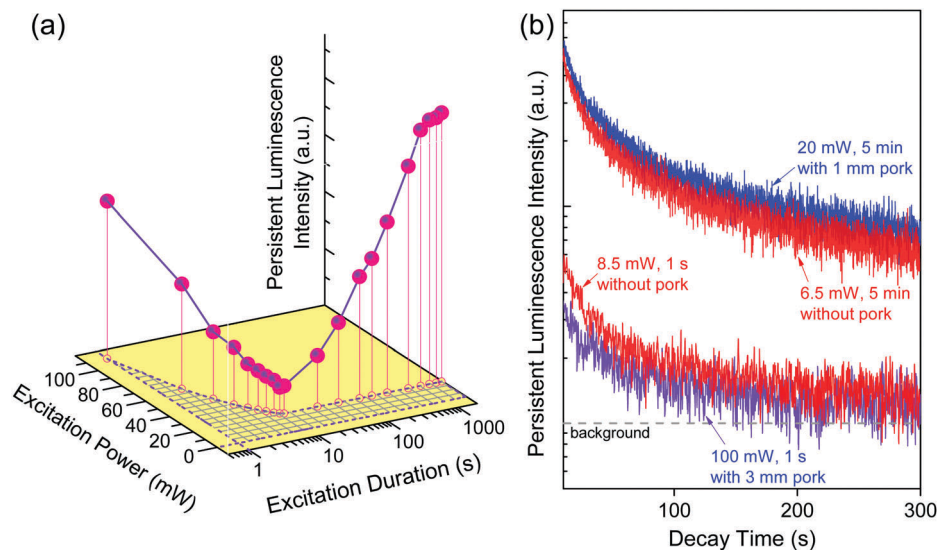 (a)
Persistent Luminescence
Intensity (a.u.)
100
80
60
40
20
0
Excitation Power (mW)
1
10
100
1000
Excitation Duration (s)
(b)
Persistent Luminescence Intensity (a.u.)
20 mW, 5 min
with 1 mm pork
8.5 mW, 1 s
without pork
6.5 mW, 5 min
without pork
background
100 mW, 1 s
with 3 mm pork
100
200
300
Decay Time (s)